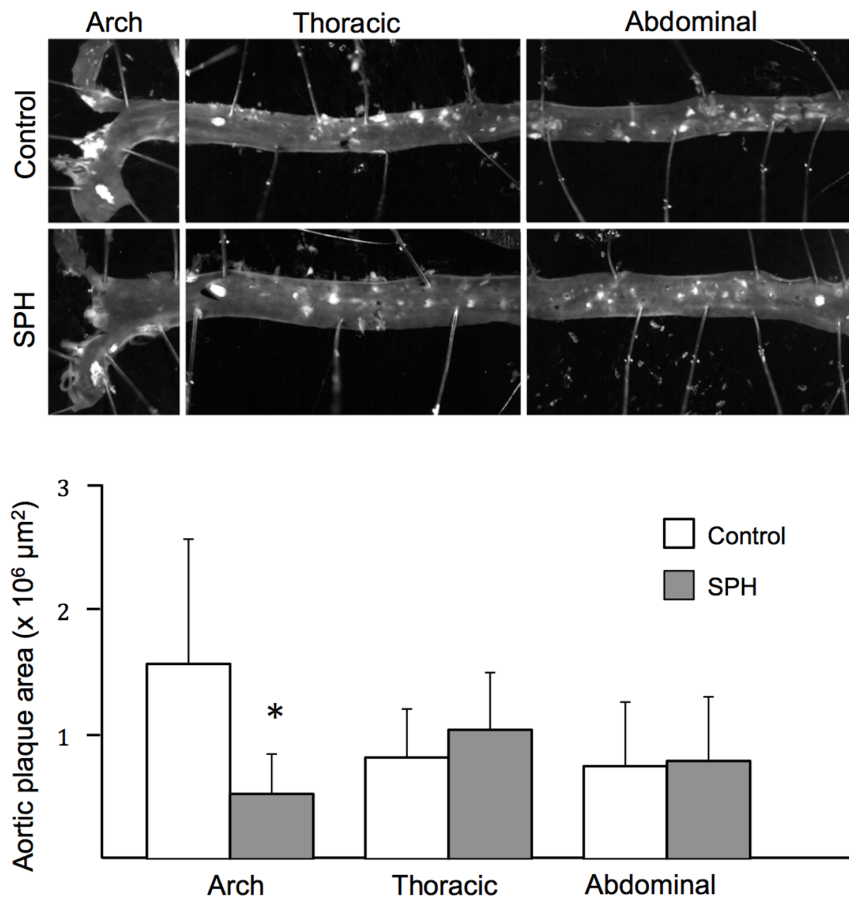 Arch
Thoracic
Abdominal
Control
SPH
Aortic plaque area (x 10⁶ µm²)
3
2
1
Control
SPH
*
Arch
Thoracic
Abdominal